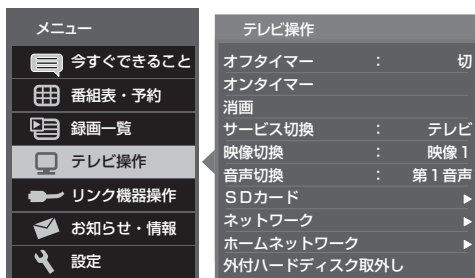 メニュー
今すぐできること
番組表・予約
録画一覧
テレビ操作
リンク機器操作
お知らせ・情報
設定
テレビ操作
オフタイマー : 切
オンタイマー
消画
サービス切換 : テレビ
映像切換 : 映像1
音声切換 : 第1音声
SDカード
ネットワーク
ホームネットワーク
外付ハードディスク取外し